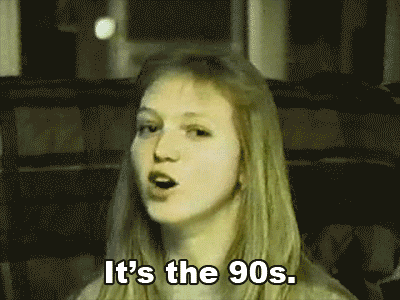 It’s the 90s.